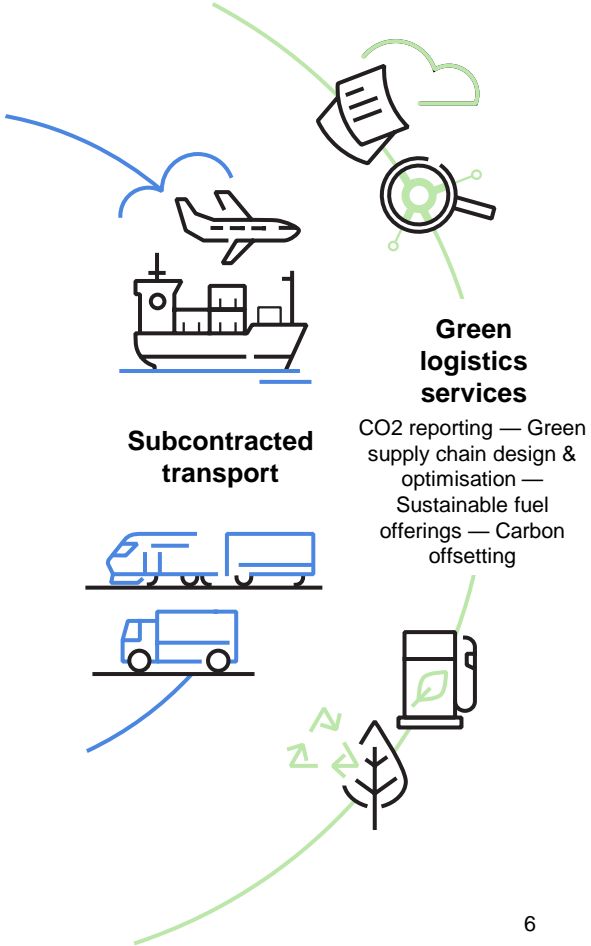 Green
logistics
services
CO2 reporting — Green
supply chain design &
optimisation —
Sustainable fuel
offerings — Carbon
offsetting
Subcontracted
transport
6